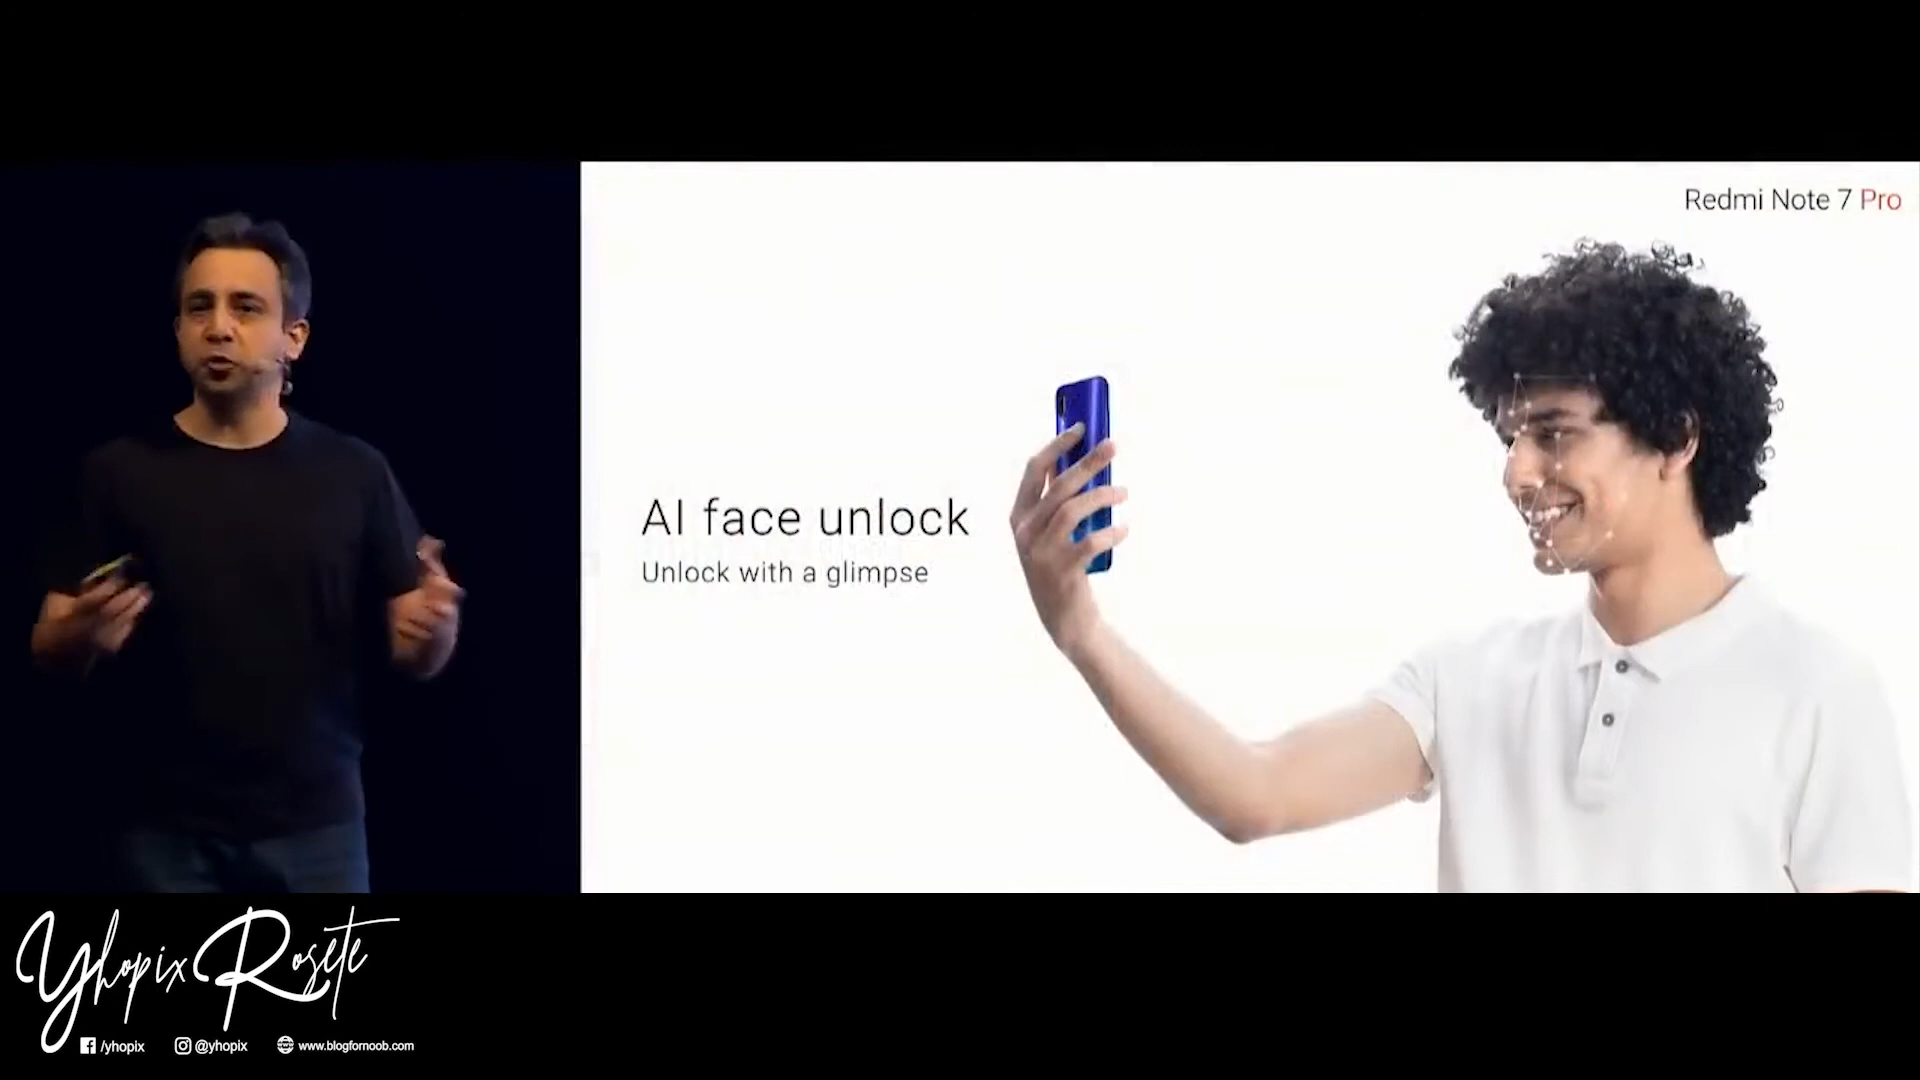 Redmi Note 7 Pro
AI face unlock
Unlock with a glimpse
Yhopix Rosete
/yhopix @yhopix www.blogfornoob.com